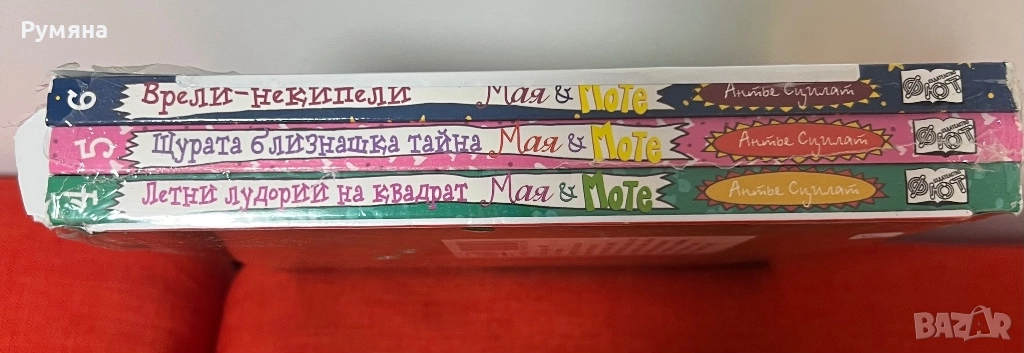 Румяна
6 Врели-некипели Мая & Моте Антье Сцилат ФЮТ
5 Щурата близнашка тайна Мая & Моте Антье Сцилат ФЮТ
4 Летни лудории на квадрат Мая & Моте Антье Сцилат ФЮТ
BAZAR